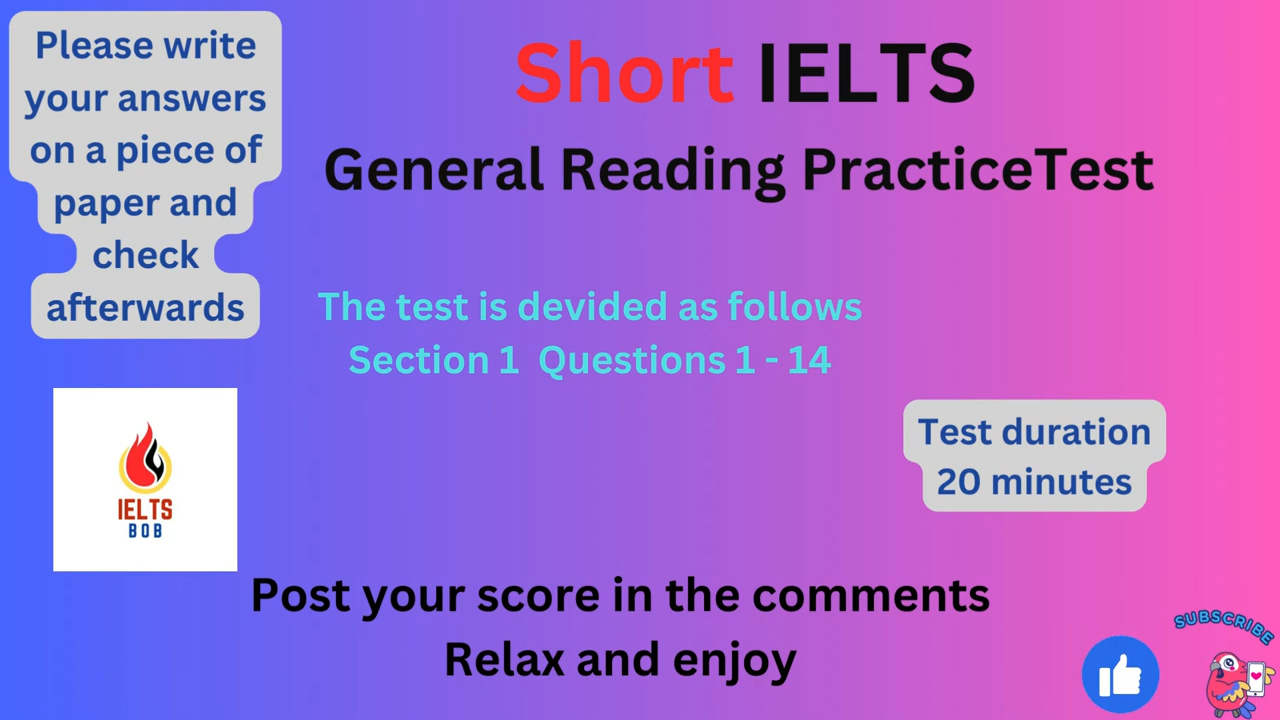 Please write
your answers
on a piece of
paper and
check
afterwards
Short IELTS
General Reading PracticeTest
The test is devided as follows
Section 1 Questions 1 - 14
Test duration
20 minutes
IELTS
BOB
Post your score in the comments
Relax and enjoy
SUBSCRIBE